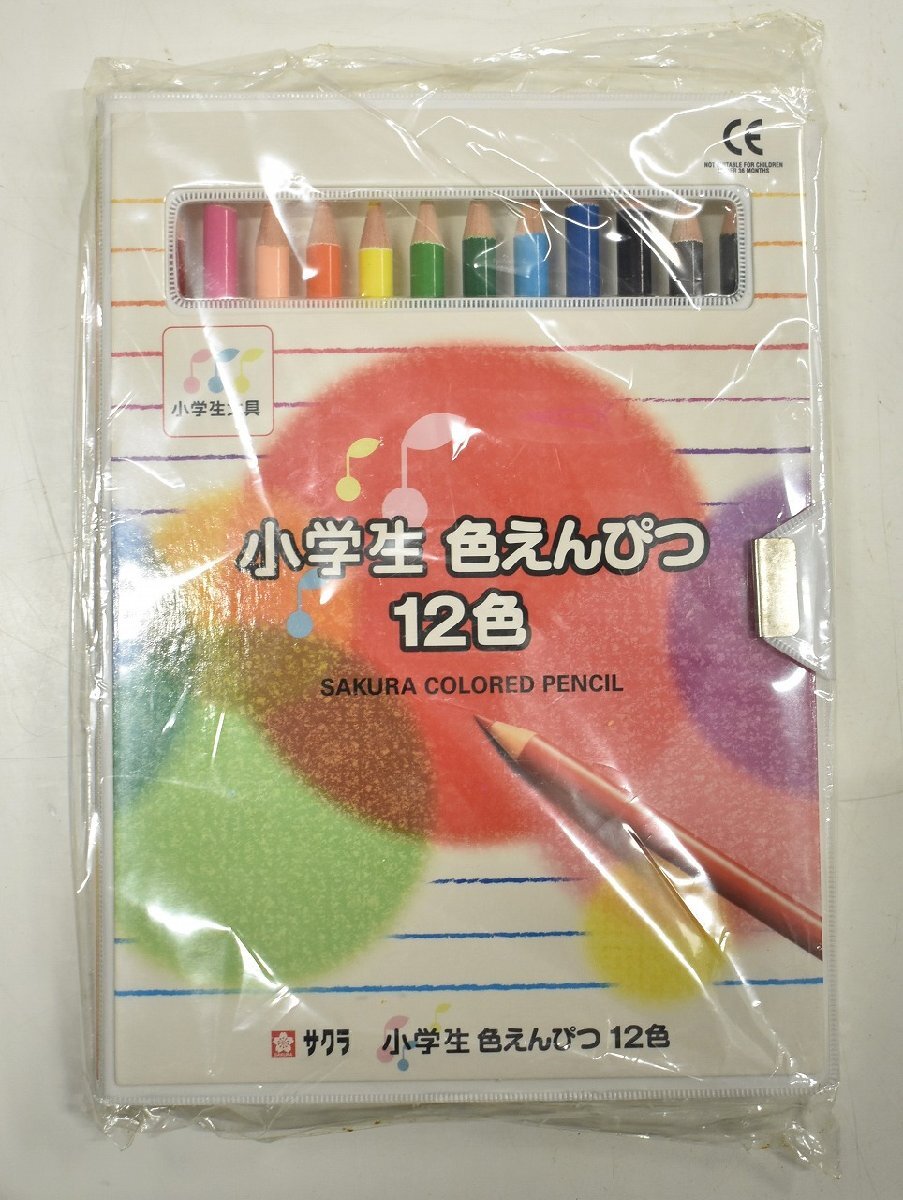 CE
NOT SUITABLE FOR CHILDREN
UNDER 36 MONTHS
小学生文具
小学生 色えんぴつ
12色
SAKURA COLORED PENCIL
SAKURA
サクラ 小学生 色えんぴつ 12色